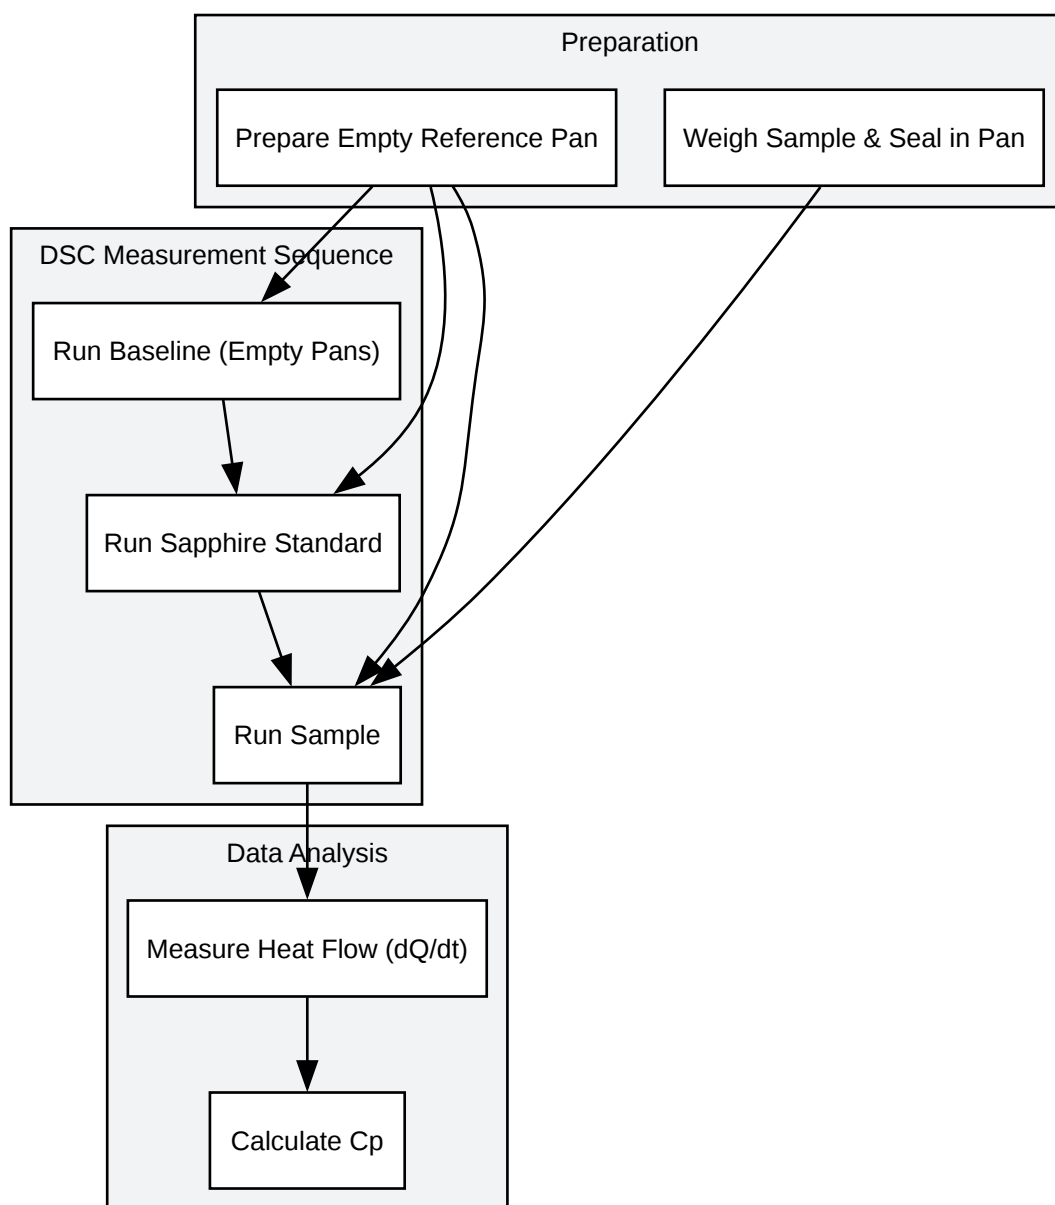 Preparation
Prepare Empty Reference Pan
Weigh Sample & Seal in Pan
DSC Measurement Sequence
Run Baseline (Empty Pans)
Run Sapphire Standard
Run Sample
Data Analysis
Measure Heat Flow (dQ/dt)
Calculate Cp